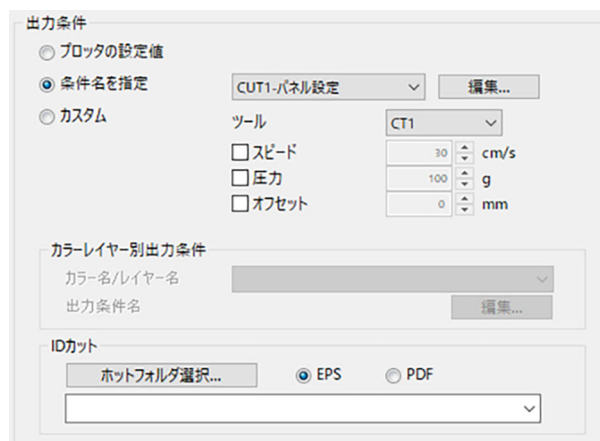 出力条件
プロッタの設定値
条件名を指定 CUT1-パネル設定 編集...
カスタム ツール CT1
スピード 30 cm/s
圧力 100 g
オフセット 0 mm
カラーレイヤー別出力条件
カラー名/レイヤー名
出力条件名 編集...
IDカット
ホットフォルダ選択... EPS PDF